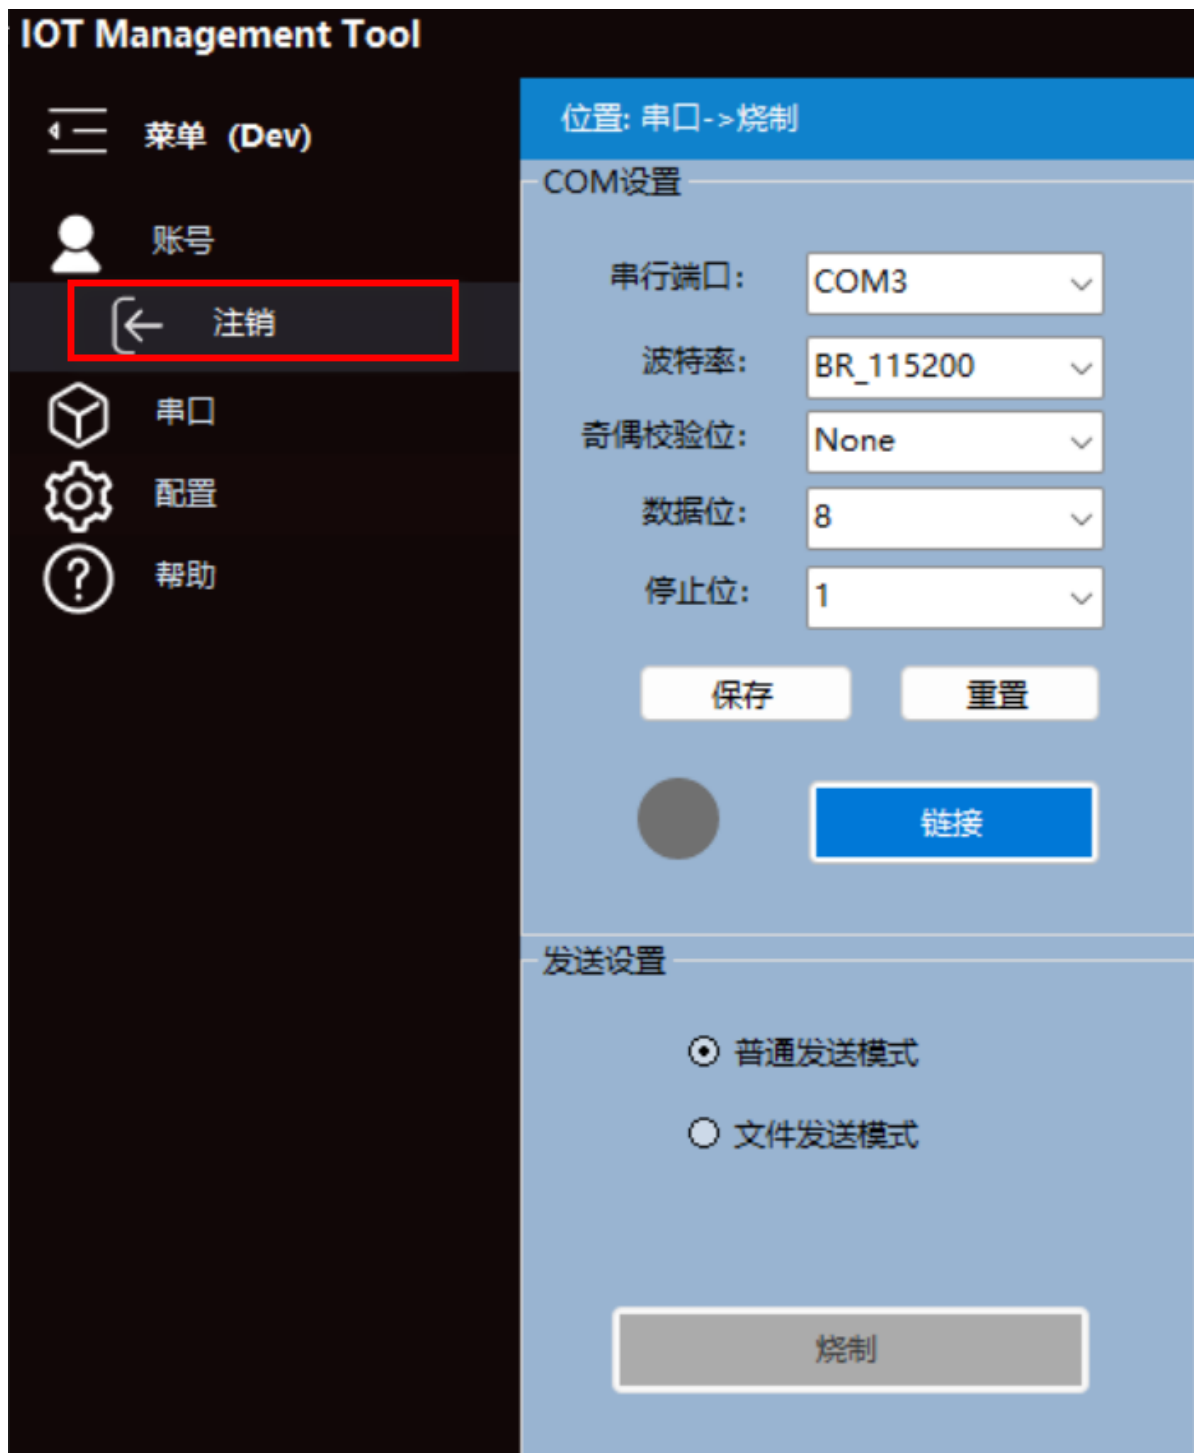 IOT Management Tool
菜单 (Dev)
账号
注销
串口
配置
帮助
位置: 串口->烧制
COM设置
串行端口: COM3
波特率: BR_115200
奇偶校验位: None
数据位: 8
停止位: 1
保存 重置
链接
发送设置
普通发送模式
文件发送模式
烧制